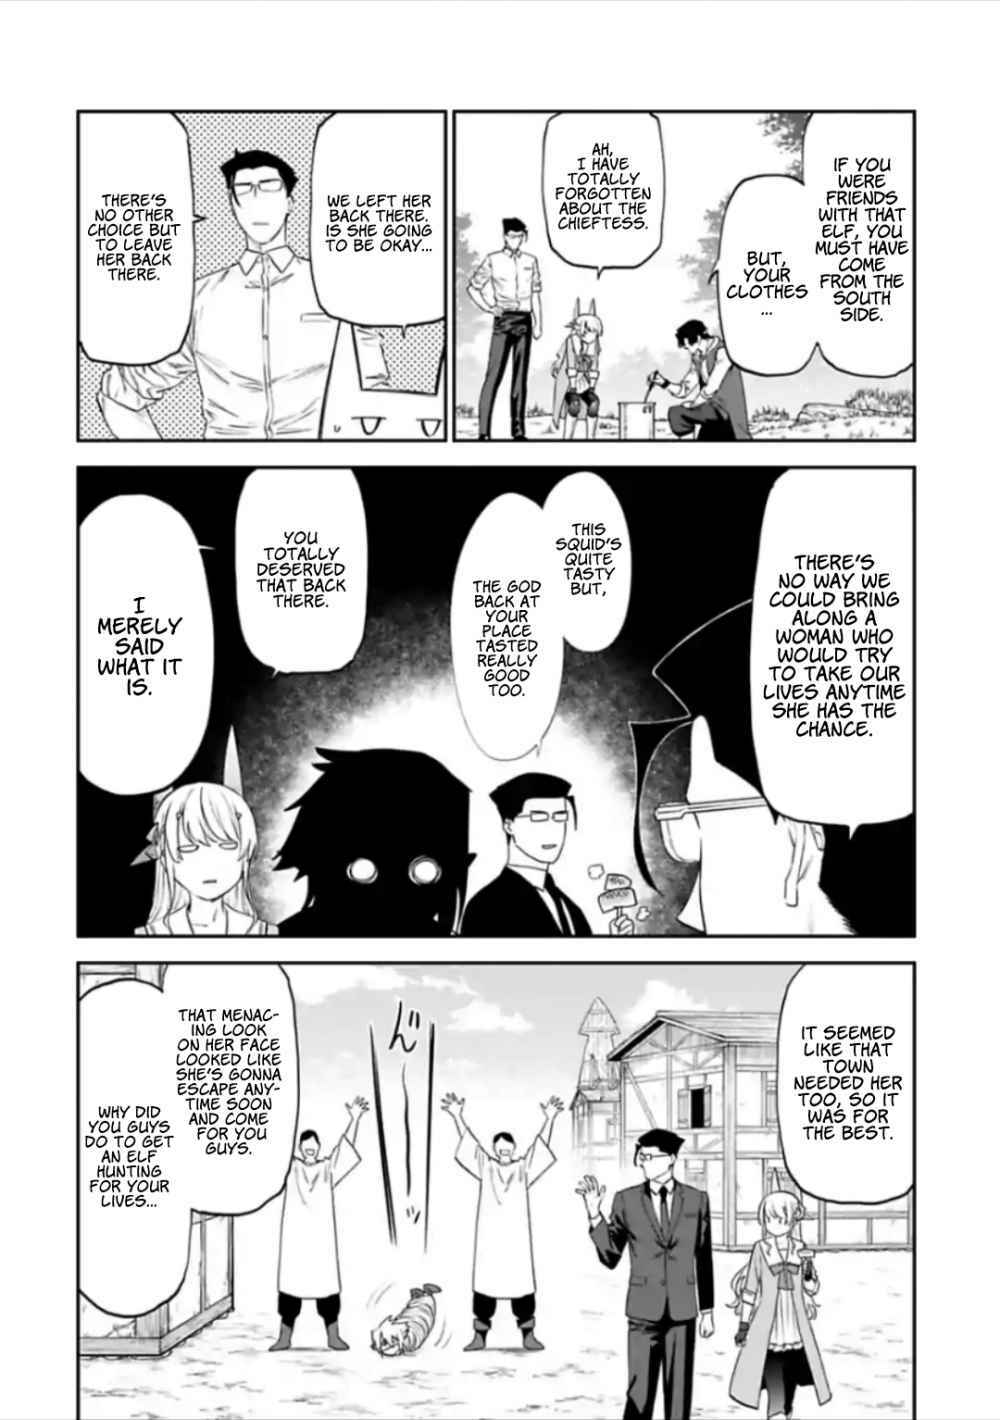 IF YOU
WERE
FRIENDS
WITH THAT
ELF, YOU
MUST HAVE
COME
FROM THE
SOUTH
SIDE.
BUT,
YOUR
CLOTHES
...
AH,
I HAVE
TOTALLY
FORGOTTEN
ABOUT THE
CHIEFTESS.
WE LEFT HER
BACK THERE.
IS SHE GOING
TO BE OKAY...
THERE'S
NO OTHER
CHOICE BUT
TO LEAVE
HER BACK
THERE.
THERE'S
NO WAY WE
COULD BRING
ALONG A
WOMAN WHO
WOULD TRY
TO TAKE OUR
LIVES ANYTIME
SHE HAS THE
CHANCE.
THIS
SQUID'S
QUITE
TASTY
BUT,
THE GOD
BACK AT
YOUR
PLACE
TASTED
REALLY
GOOD
TOO.
YOU
TOTALLY
DESERVED
THAT BACK
THERE.
I
MERELY
SAID
WHAT IT
IS.
IT SEEMED
LIKE THAT
TOWN
NEEDED HER
TOO, SO IT
WAS FOR
THE BEST.
ど
THAT MENAC-
ING LOOK
ON HER FACE
LOOKED LIKE
SHE'S GONNA
ESCAPE ANY-
TIME SOON
AND COME
FOR YOU
GUYS.
WHY DID
YOU GUYS
DO TO GET
AN ELF
HUNTING
FOR YOUR
LIVES...